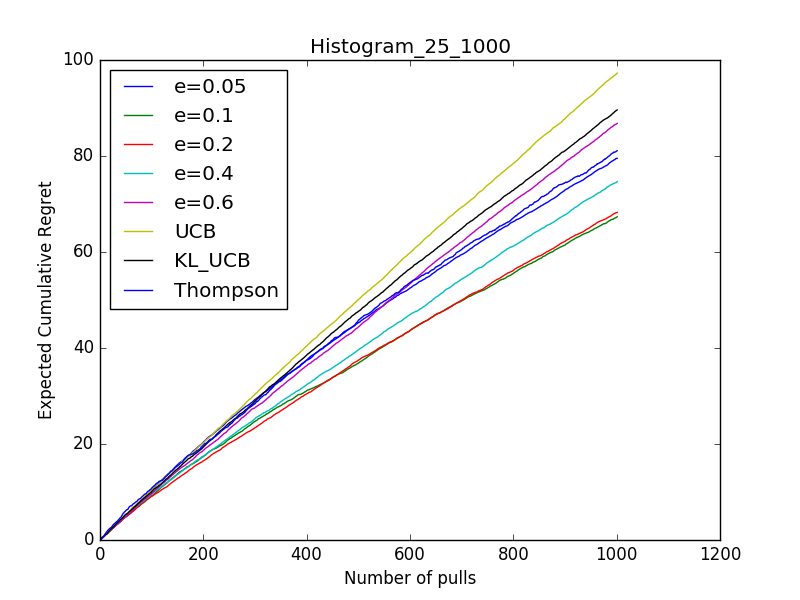 Histogram_25_1000
100
80
60
40
20
0
Expected Cumulative Regret
e=0.05
e=0.1
e=0.2
e=0.4
e=0.6
UCB
KL_UCB
Thompson
0 200 400 600 800 1000 1200
Number of pulls